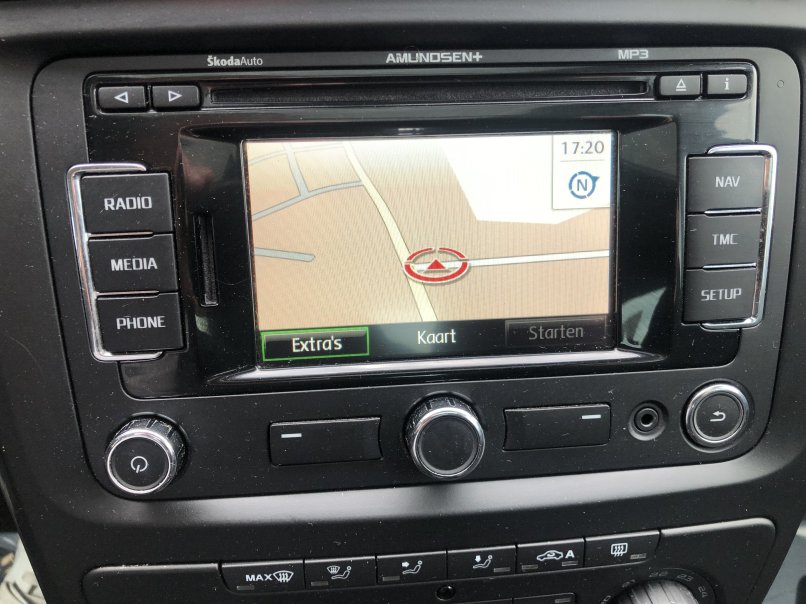 ŠkodaAuto AMUNDSEN+ MP3
i
17:20
N
RADIO
NAV
MEDIA
TMC
PHONE
SETUP
Extra's Kaart Starten
MAX
A